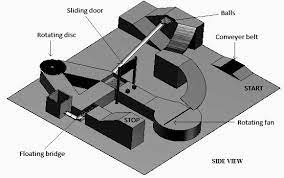 Sliding door
Balls
Rotating disc
Conveyer belt
START
STOP
Rotating fan
Floating bridge
SIDE VIEW